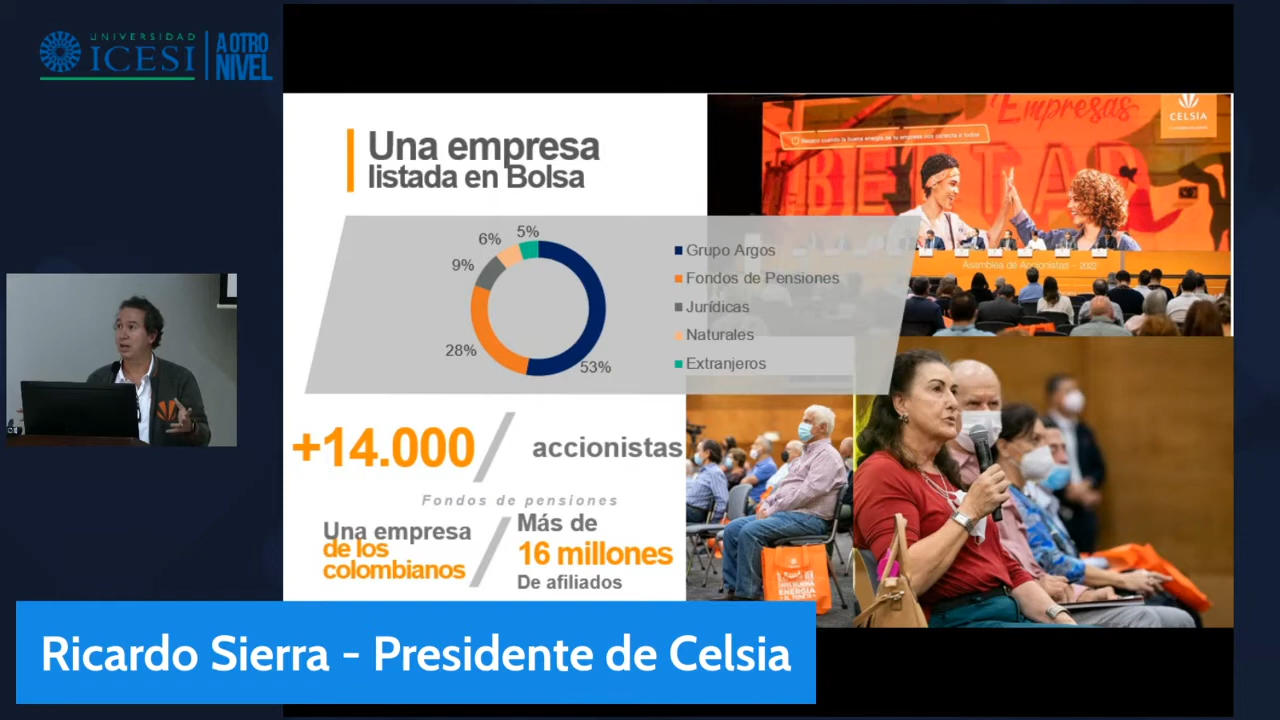 UNIVERSIDAD
ICESI
A OTRO
NIVEL
Una empresa
listada en Bolsa
5%
6%
9%
28%
53%
Grupo Argos
Fondos de Pensiones
Jurídicas
Naturales
Extranjeros
+14.000
accionistas
Fondos de pensiones
Una empresa
de los
colombianos
Más de
16 millones
De afiliados
Empresas
CELSIA
BERTAD
Asamblea de Accionistas – 2022
ENERGÍA
Ricardo Sierra - Presidente de Celsia